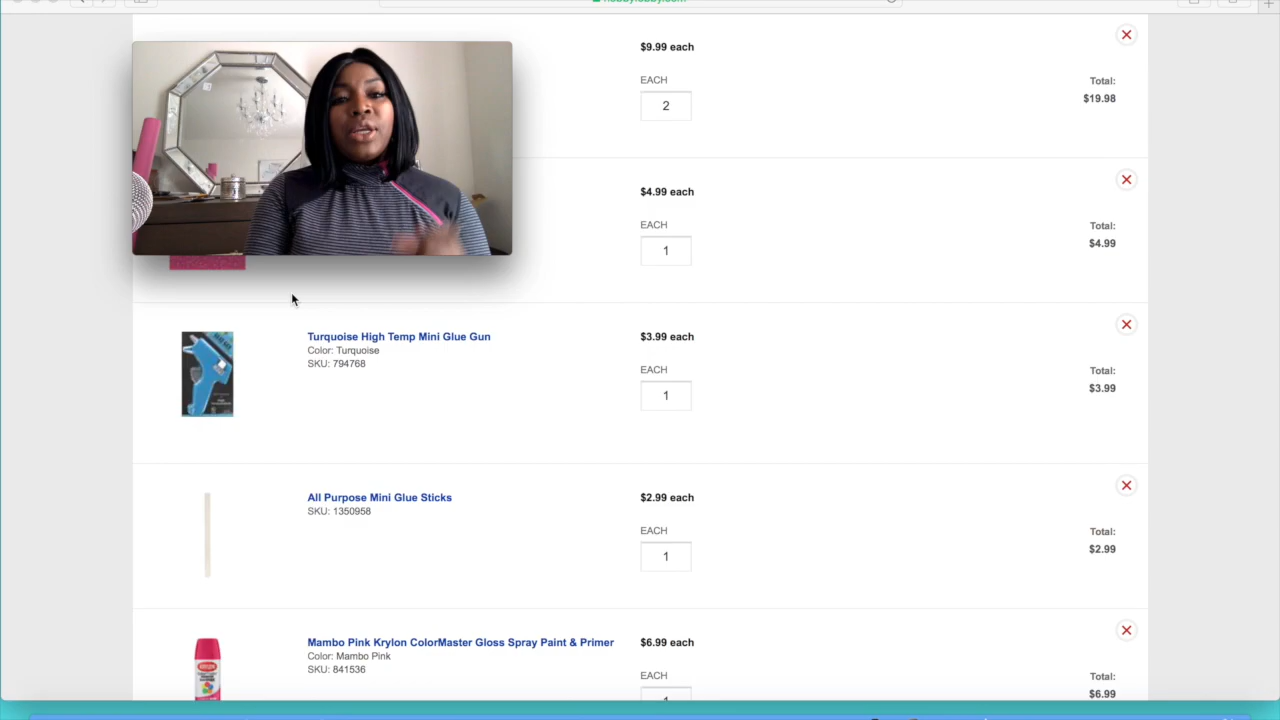 $9.99 each
EACH
2
Total:
$19.98
$4.99 each
EACH
1
Total:
$4.99
Turquoise High Temp Mini Glue Gun
Color: Turquoise
SKU: 794768
$3.99 each
EACH
1
Total:
$3.99
All Purpose Mini Glue Sticks
SKU: 1350958
$2.99 each
EACH
1
Total:
$2.99
Mambo Pink Krylon ColorMaster Gloss Spray Paint & Primer
Color: Mambo Pink
SKU: 841536
$6.99 each
EACH
Total:
$6.99